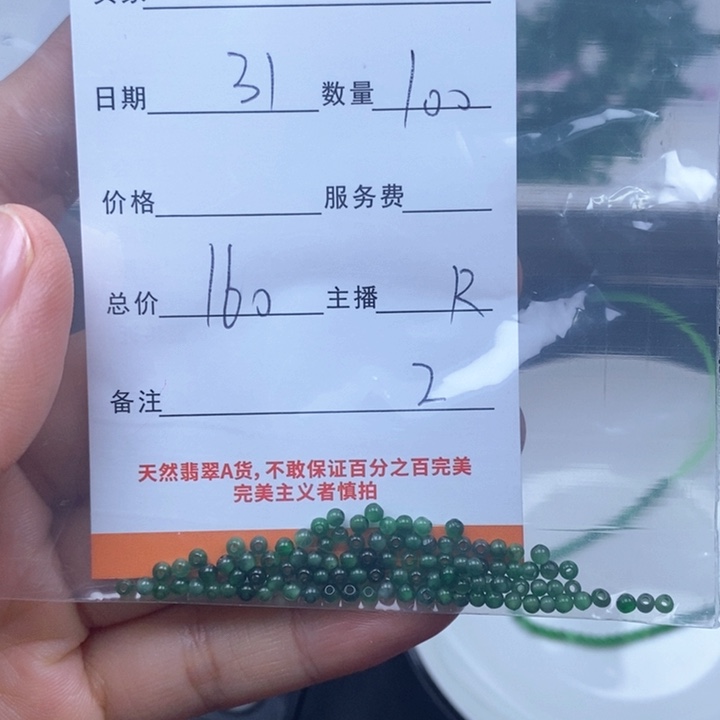 日期 31 数量 100
价格 服务费
总价 160 主播 R
备注 2
天然翡翠A货，不敢保证百分之百完美
完美主义者慎拍